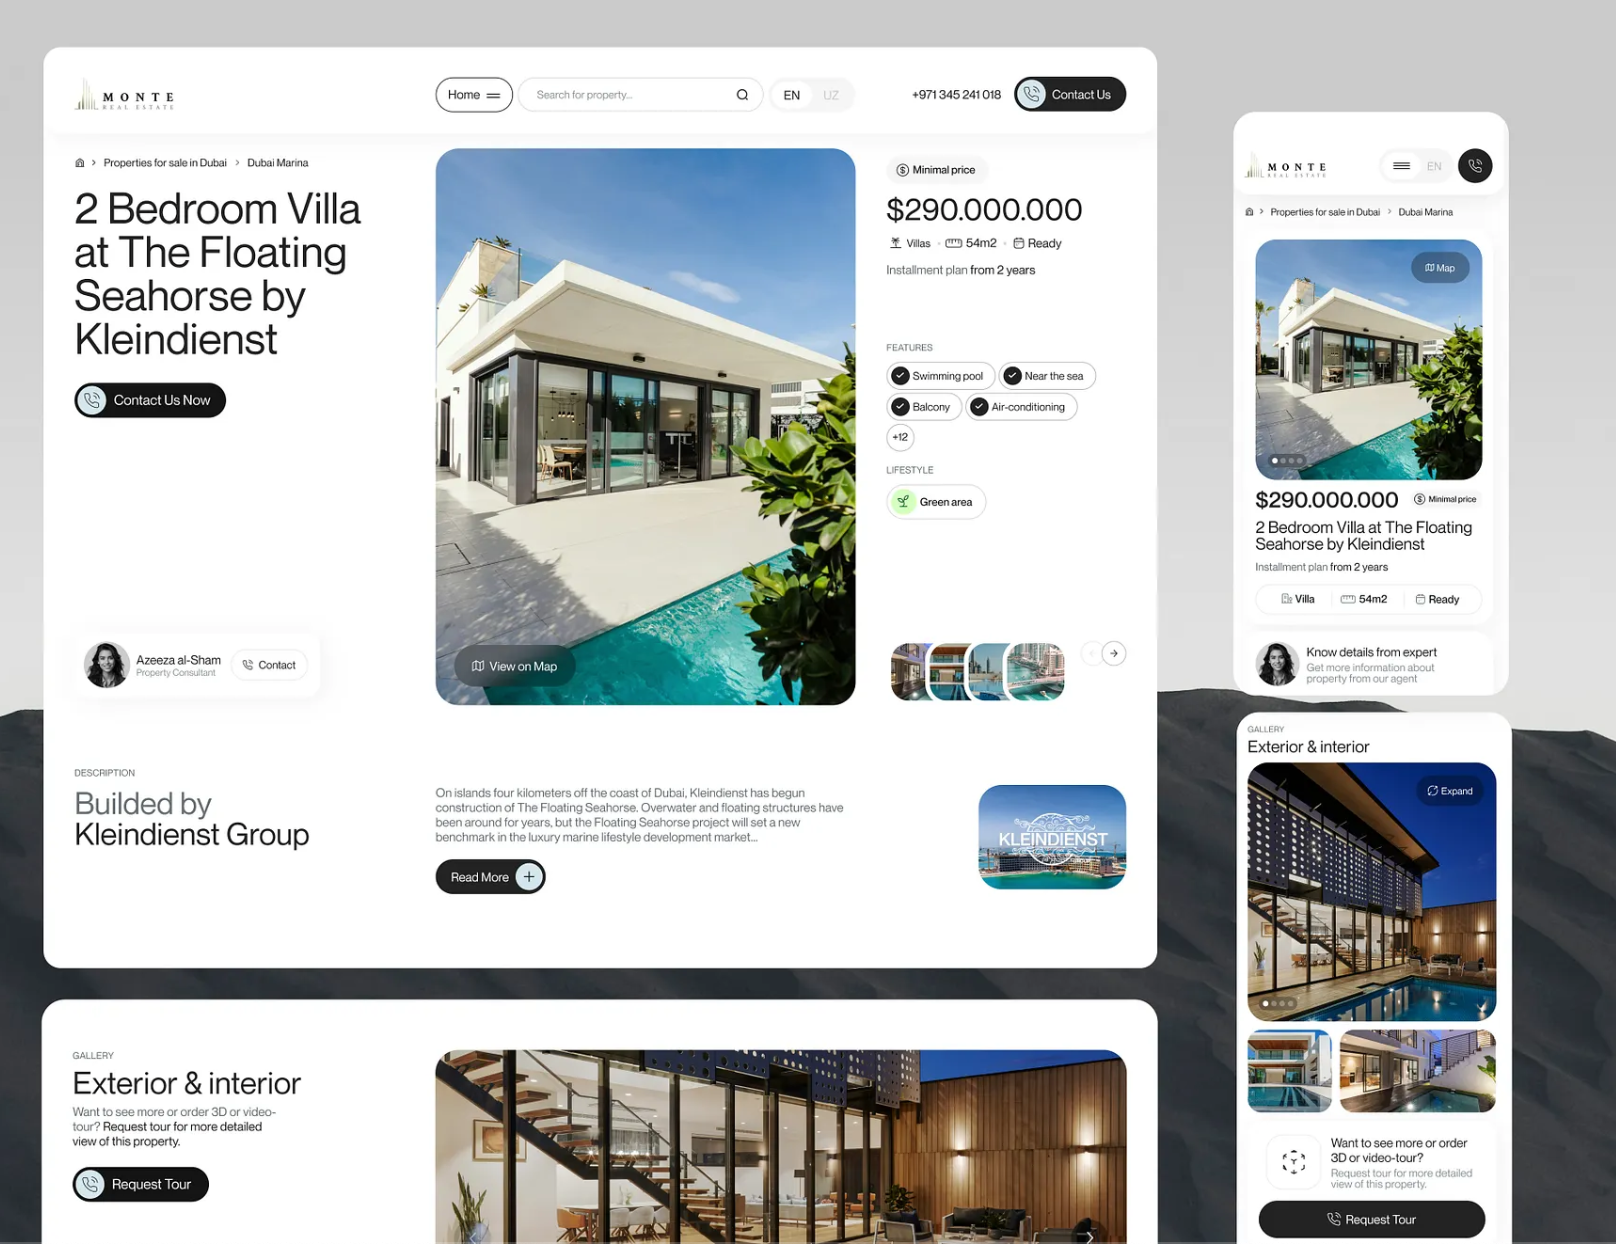 MONTE
REAL ESTATE
Home
Search for property...
EN
UZ
+971 345 241 018
Contact Us
Properties for sale in Dubai
Dubai Marina
2 Bedroom Villa
at The Floating
Seahorse by
Kleindienst
Contact Us Now
Azeeza al-Sham
Property Consultant
Contact
View on Map
Minimal price
$290.000.000
Villas
54m2
Ready
Installment plan from 2 years
FEATURES
Swimming pool
Near the sea
Balcony
Air-conditioning
+12
LIFESTYLE
Green area
DESCRIPTION
Builded by
Kleindienst Group
On islands four kilometers off the coast of Dubai, Kleindienst has begun
construction of The Floating Seahorse. Overwater and floating structures have
been around for years, but the Floating Seahorse project will set a new
benchmark in the luxury marine lifestyle development market...
Read More
KLEINDIENST
GALLERY
Exterior & interior
Want to see more or order 3D or video-
tour? Request tour for more detailed
view of this property.
Request Tour
MONTE
REAL ESTATE
EN
Properties for sale in Dubai
Dubai Marina
Map
$290.000.000
Minimal price
2 Bedroom Villa at The Floating
Seahorse by Kleindienst
Installment plan from 2 years
Villa
54m2
Ready
Know details from expert
Get more information about
property from our agent
GALLERY
Exterior & interior
Expand
Want to see more or order
3D or video-tour?
Request tour for more detailed
view of this property.
Request Tour